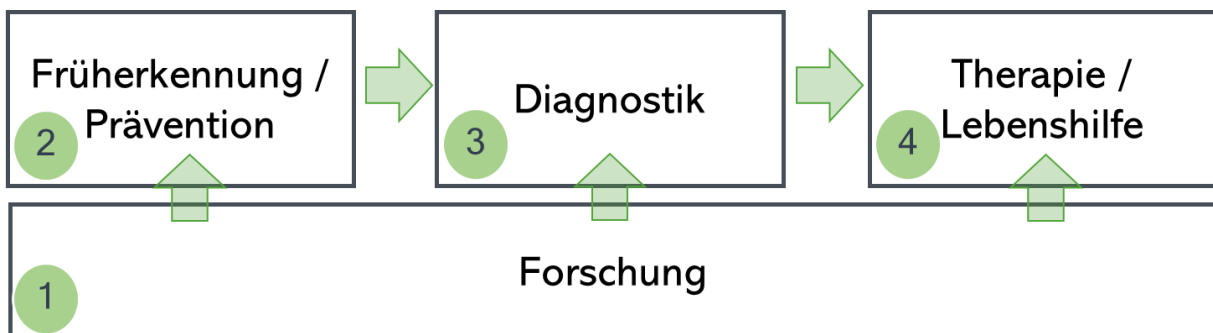 Früherkennung /
Prävention
2
Diagnostik
3
Therapie /
Lebenshilfe
4
Forschung
1